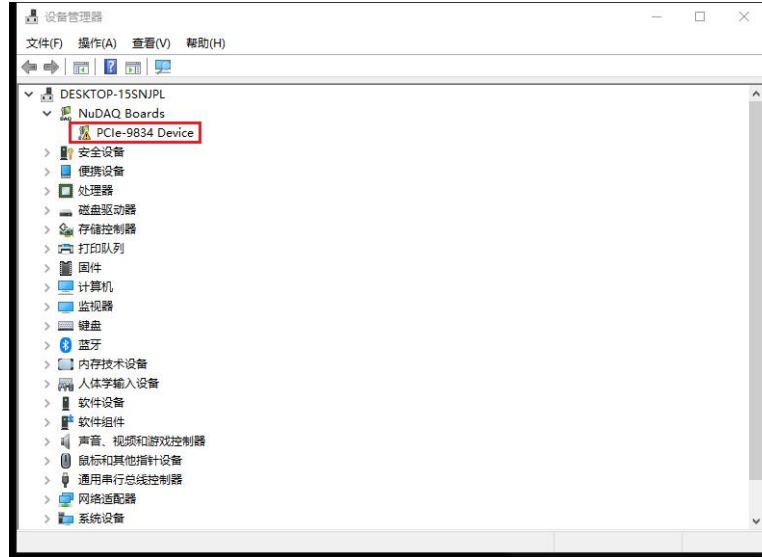 设备管理器
文件(F) 操作(A) 查看(V) 帮助(H)
DESKTOP-15SNJPL
NuDAQ Boards
PCIe-9834 Device
安全设备
便携设备
处理器
磁盘驱动器
存储控制器
打印队列
固件
计算机
监视器
键盘
蓝牙
内存技术设备
人体学输入设备
软件设备
软件组件
声音、视频和游戏控制器
鼠标和其他指针设备
通用串行总线控制器
网络适配器
系统设备